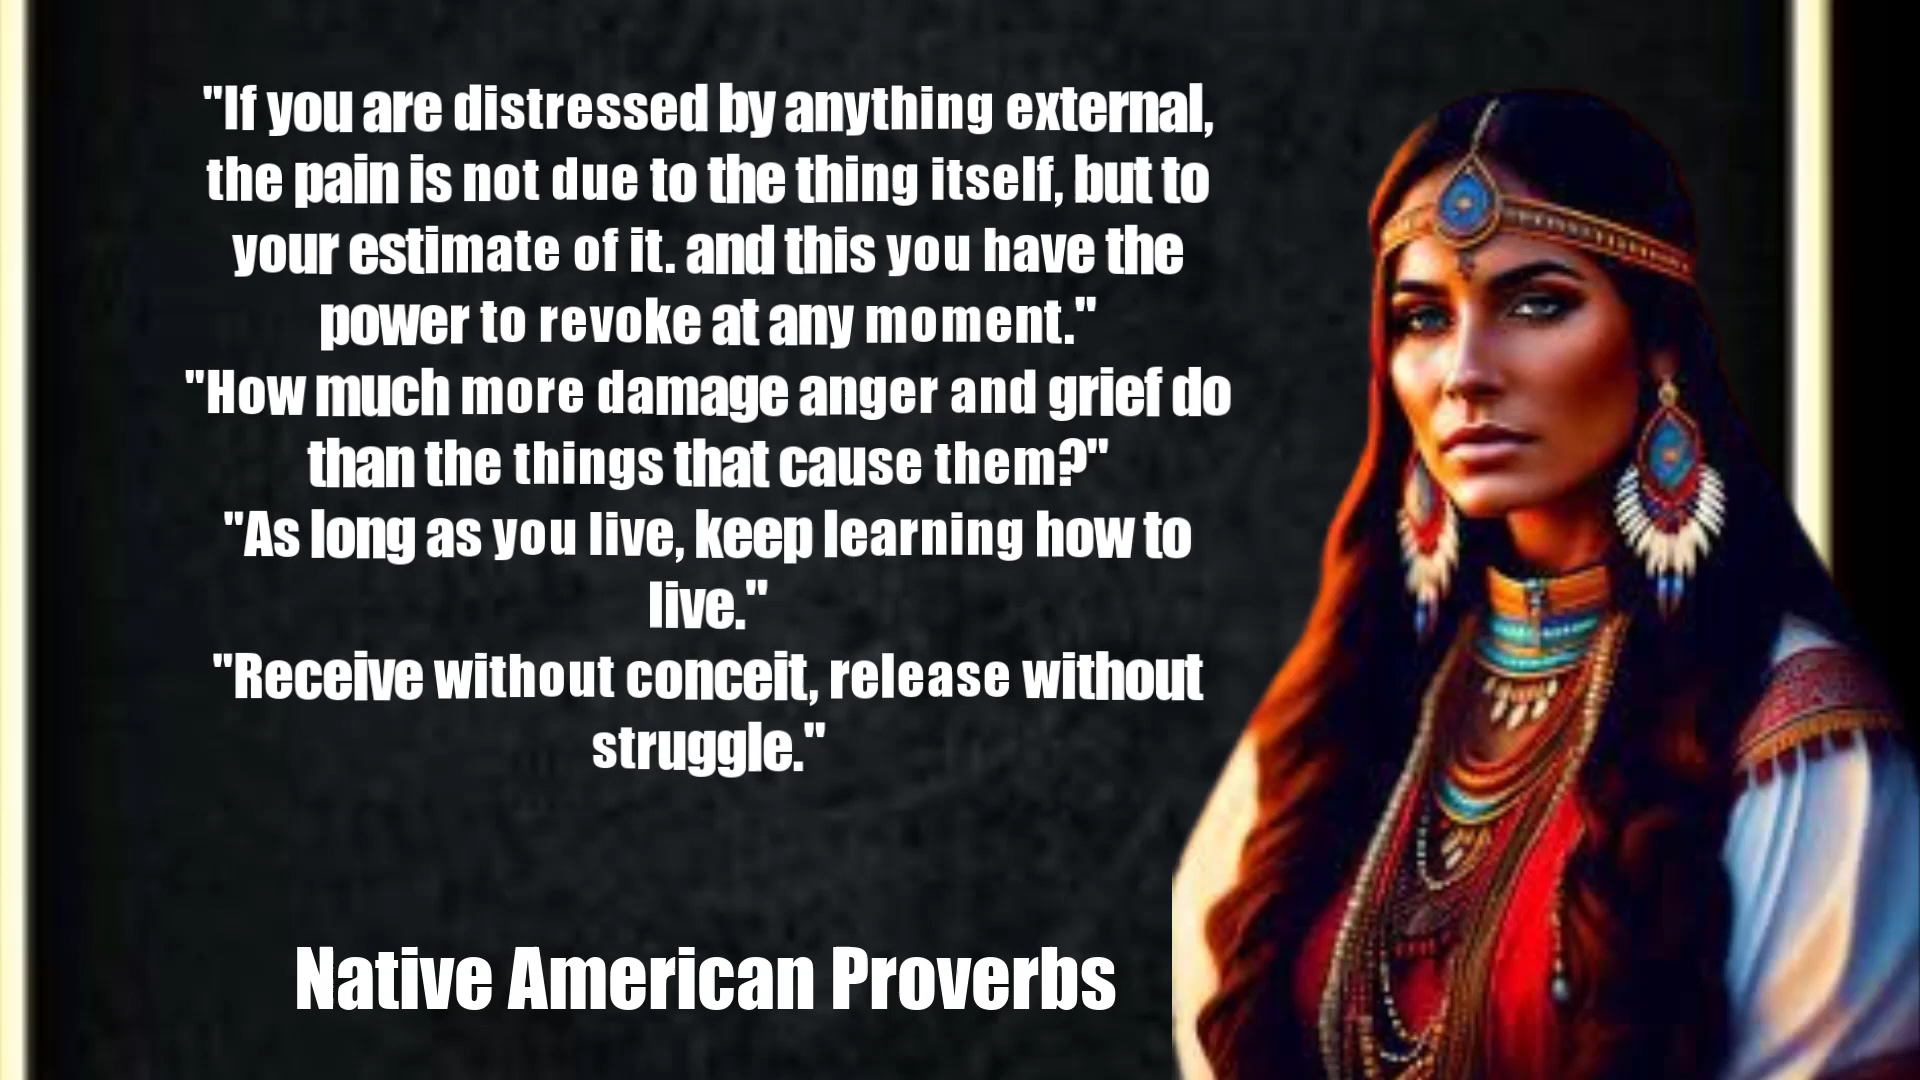 "If you are distressed by anything external,
the pain is not due to the thing itself, but to
your estimate of it. and this you have the
power to revoke at any moment."
"How much more damage anger and grief do
than the things that cause them?"
"As long as you live, keep learning how to
live."
"Receive without conceit, release without
struggle."
Native American Proverbs